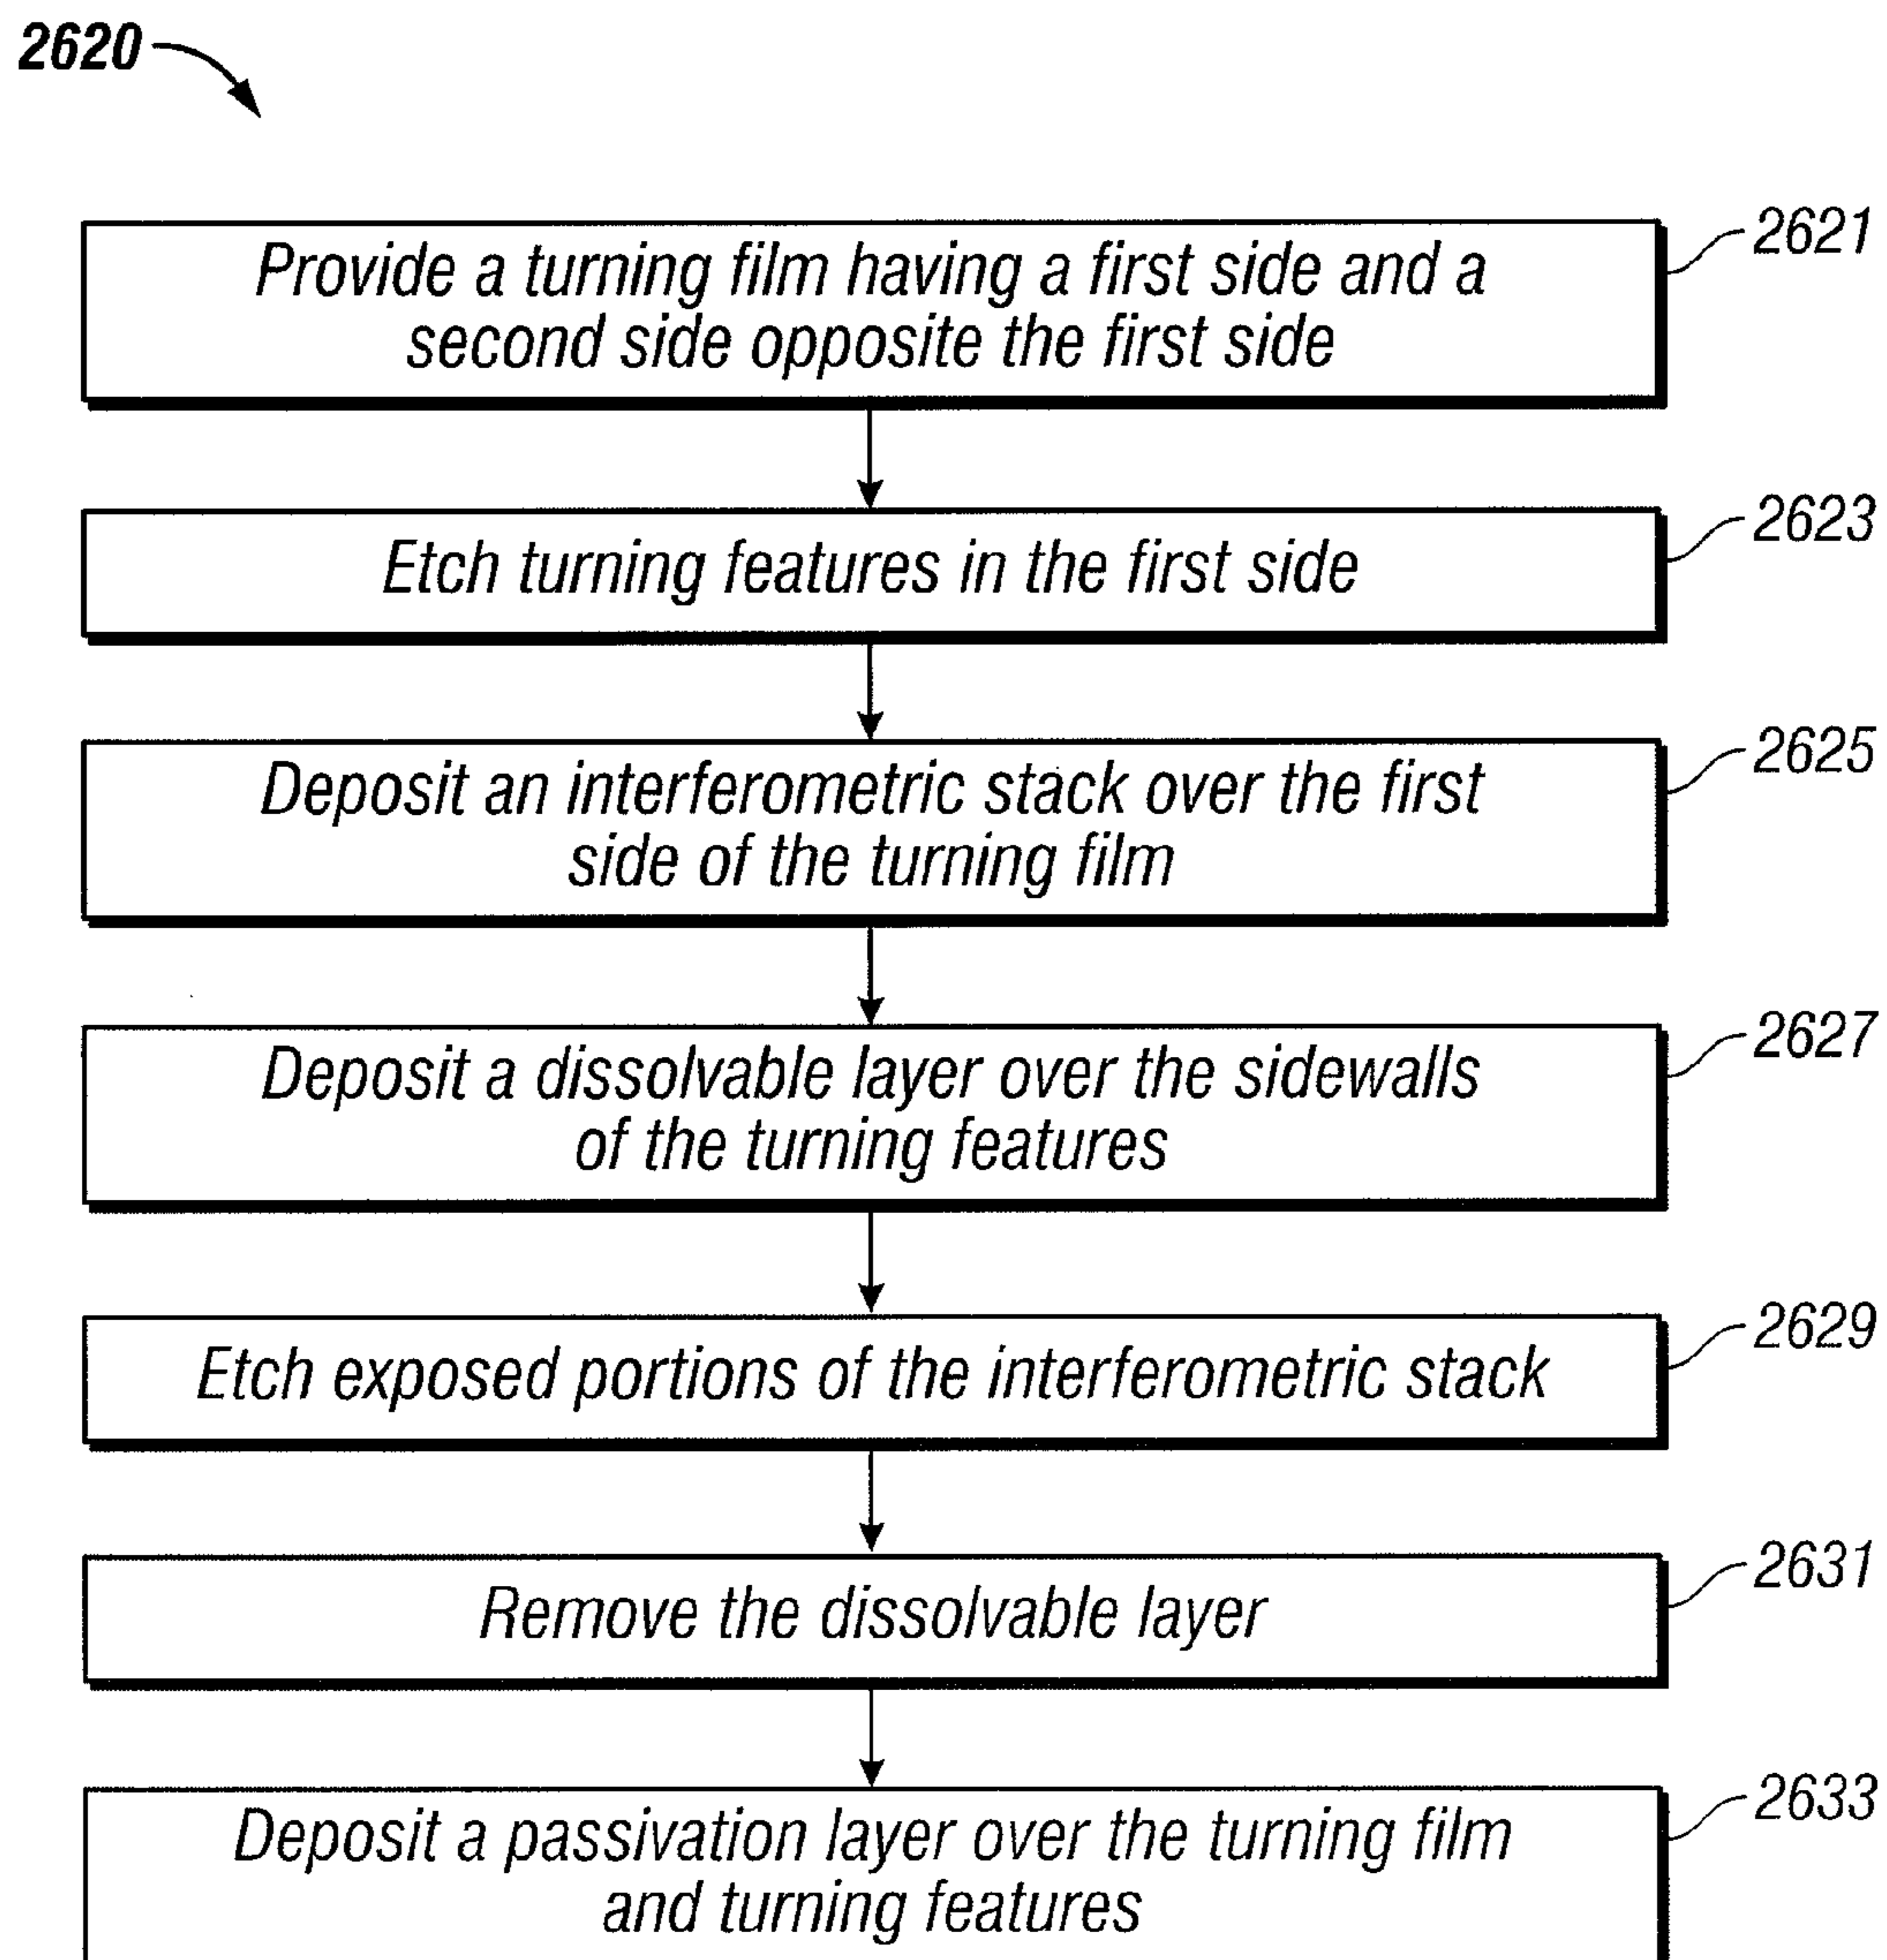 2620
Provide a turning film having a first side and a
second side opposite the first side
2621
Etch turning features in the first side
2623
Deposit an interferometric stack over the first
side of the turning film
2625
Deposit a dissolvable layer over the sidewalls
of the turning features
2627
Etch exposed portions of the interferometric stack
2629
Remove the dissolvable layer
2631
Deposit a passivation layer over the turning film
and turning features
2633